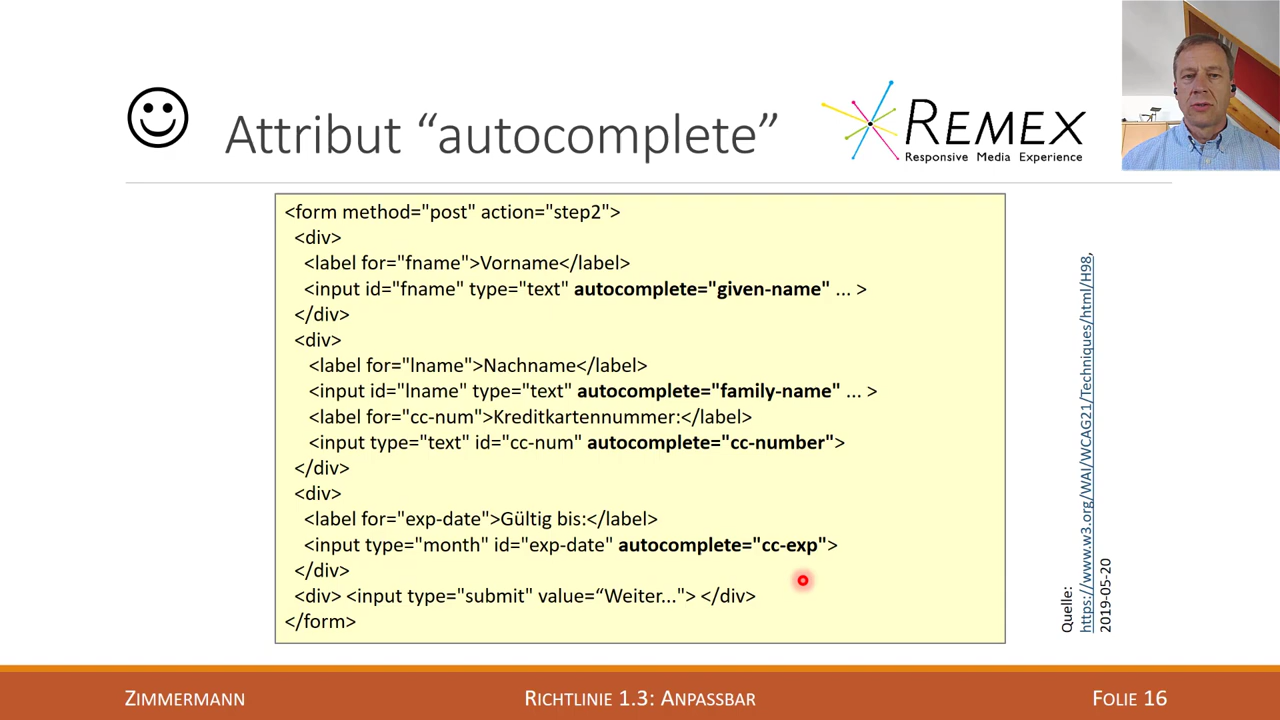 Attribut “autocomplete”
REMEX
Responsive Media Experience
<form method="post" action="step2">
<div>
<label for="fname">Vorname</label>
<input id="fname" type="text" autocomplete="given-name" ... >
</div>
<div>
<label for="lname">Nachname</label>
<input id="lname" type="text" autocomplete="family-name" ... >
<label for="cc-num">Kreditkartennummer:</label>
<input type="text" id="cc-num" autocomplete="cc-number">
</div>
<div>
<label for="exp-date">Gültig bis:</label>
<input type="month" id="exp-date" autocomplete="cc-exp">
</div>
<div> <input type="submit" value=“Weiter..."> </div>
</form>
Quelle:
https://www.w3.org/WAI/WCAG21/Techniques/html/H98,
2019-05-20
ZIMMERMANN
RICHTLINIE 1.3: ANPASSBAR
FOLIE 16